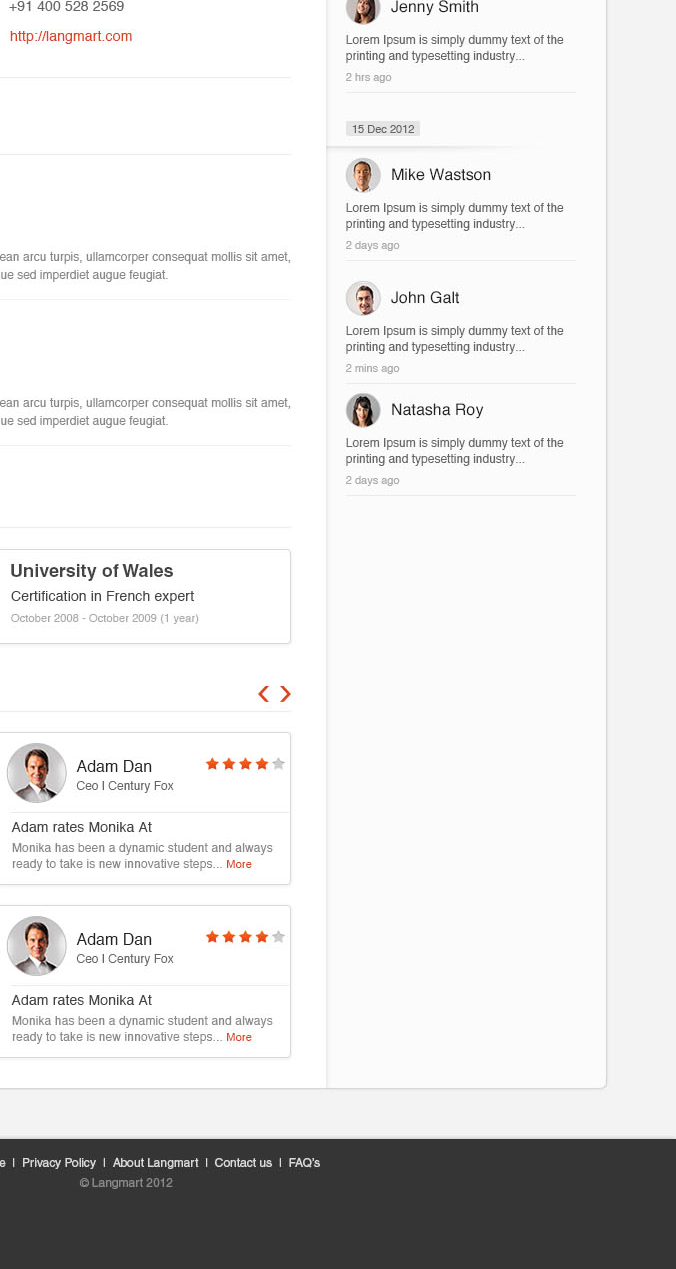 +91 400 528 2569
http://langmart.com
ean arcu turpis, ullamcorper consequat mollis sit amet,
ue sed imperdiet augue feugiat.
ean arcu turpis, ullamcorper consequat mollis sit amet,
ue sed imperdiet augue feugiat.
University of Wales
Certification in French expert
October 2008 - October 2009 (1 year)
Adam Dan
Ceo I Century Fox
Adam rates Monika At
Monika has been a dynamic student and always
ready to take is new innovative steps... More
Adam Dan
Ceo I Century Fox
Adam rates Monika At
Monika has been a dynamic student and always
ready to take is new innovative steps... More
Jenny Smith
Lorem Ipsum is simply dummy text of the
printing and typesetting industry...
2 hrs ago
15 Dec 2012
Mike Wastson
Lorem Ipsum is simply dummy text of the
printing and typesetting industry...
2 days ago
John Galt
Lorem Ipsum is simply dummy text of the
printing and typesetting industry...
2 mins ago
Natasha Roy
Lorem Ipsum is simply dummy text of the
printing and typesetting industry...
2 days ago
e I Privacy Policy I About Langmart I Contact us I FAQ's
© Langmart 2012